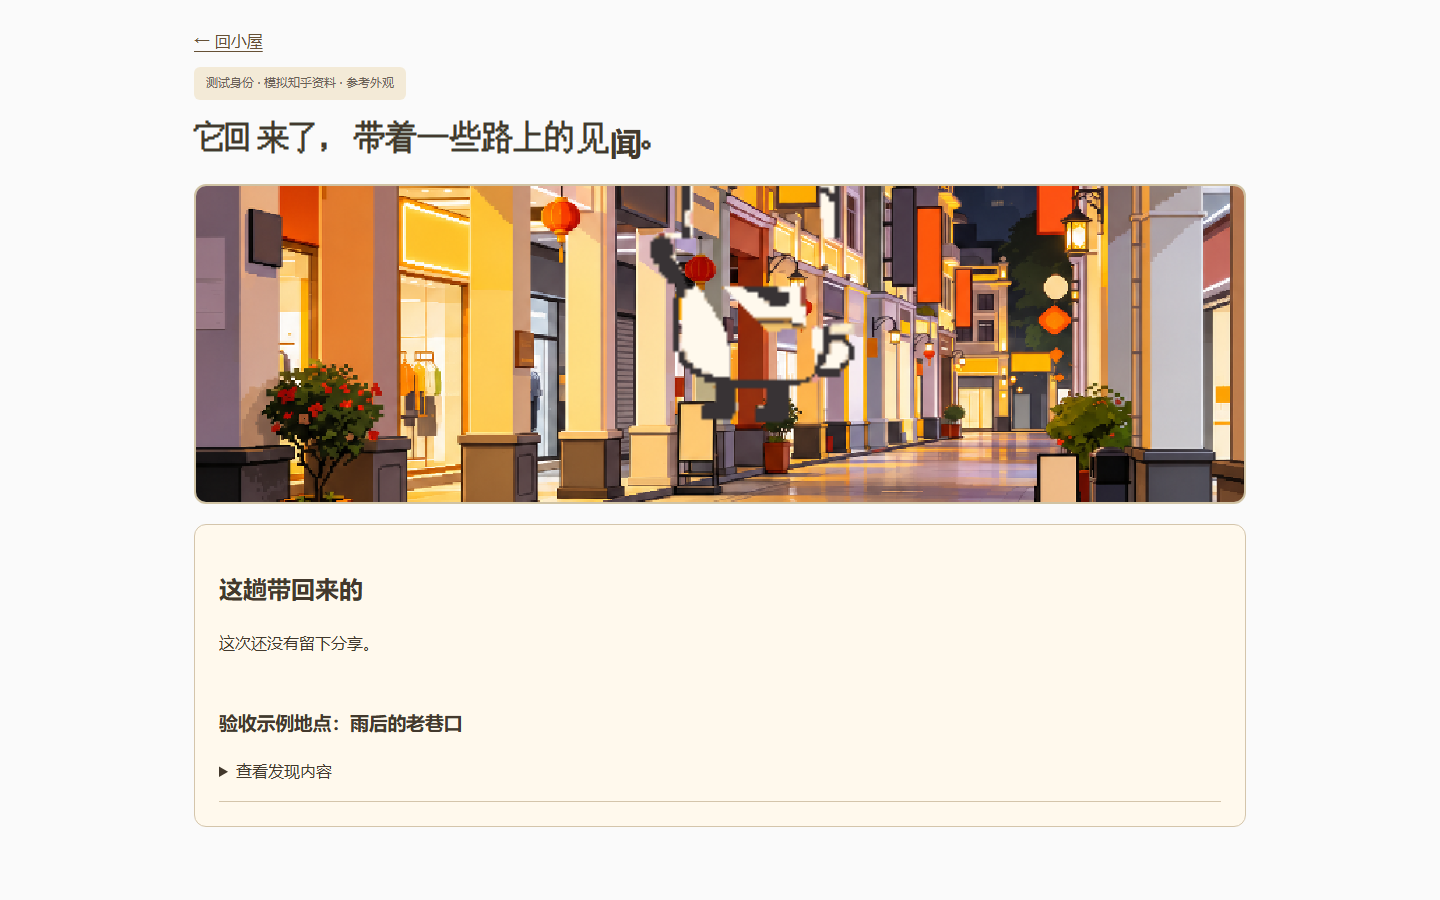 ← 回小屋
测试身份 · 模拟知乎资料 · 参考外观
它回来了，带着一些路上的见闻。
这趟带回来的
这次还没有留下分享。
验收示例地点：雨后的老巷口
▶ 查看发现内容